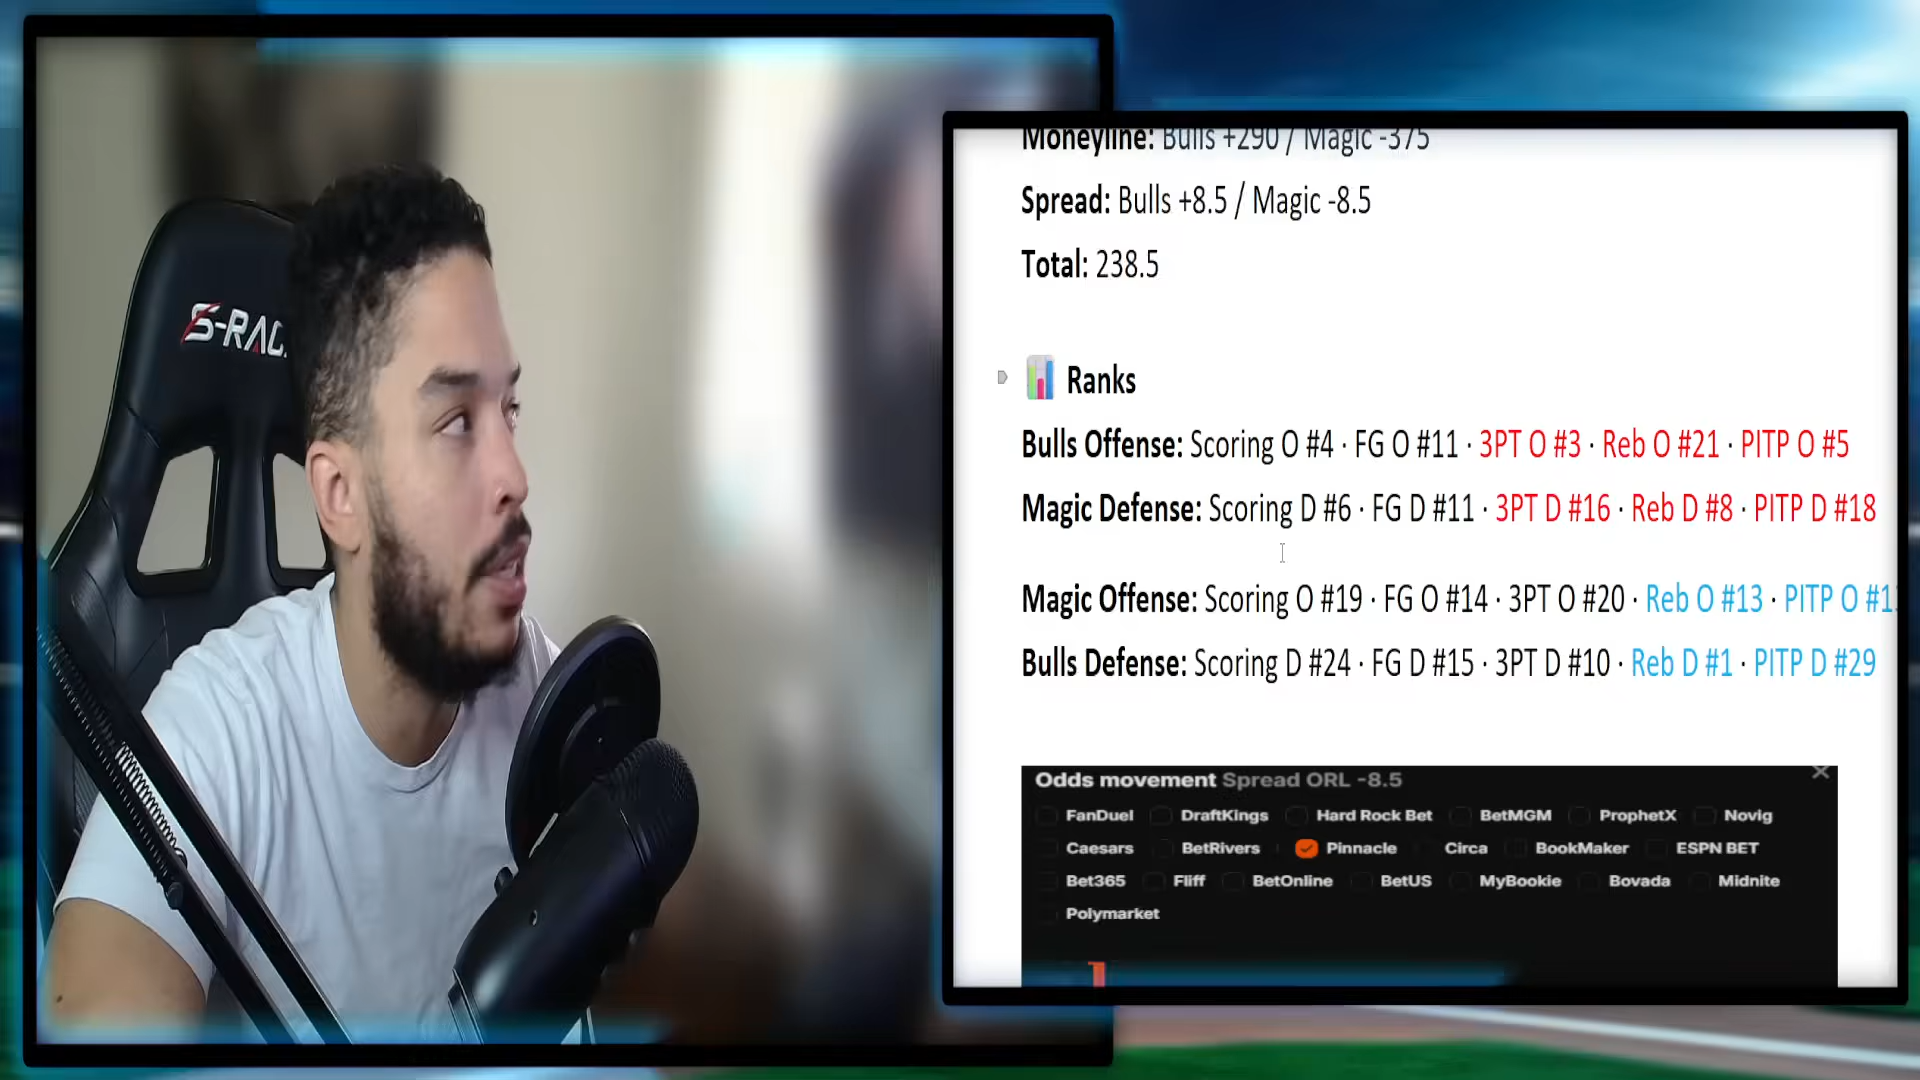 S-RAC
Moneyline: Bulls +290 / Magic -375
Spread: Bulls +8.5 / Magic -8.5
Total: 238.5
Ranks
Bulls Offense: Scoring O #4 · FG O #11 · 3PT O #3 · Reb O #21 · PITP O #5
Magic Defense: Scoring D #6 · FG D #11 · 3PT D #16 · Reb D #8 · PITP D #18
Magic Offense: Scoring O #19 · FG O #14 · 3PT O #20 · Reb O #13 · PITP O
Bulls Defense: Scoring D #24 · FG D #15 · 3PT D #10 · Reb D #1 · PITP D #29
Odds movement Spread ORL -8.5
FanDuel DraftKings Hard Rock Bet BetMGM ProphetX Novig
Caesars BetRivers Pinnacle Circa BookMaker ESPN BET
Bet365 Fliff BetOnline BetUS MyBookie Bovada Midnite
Polymarket